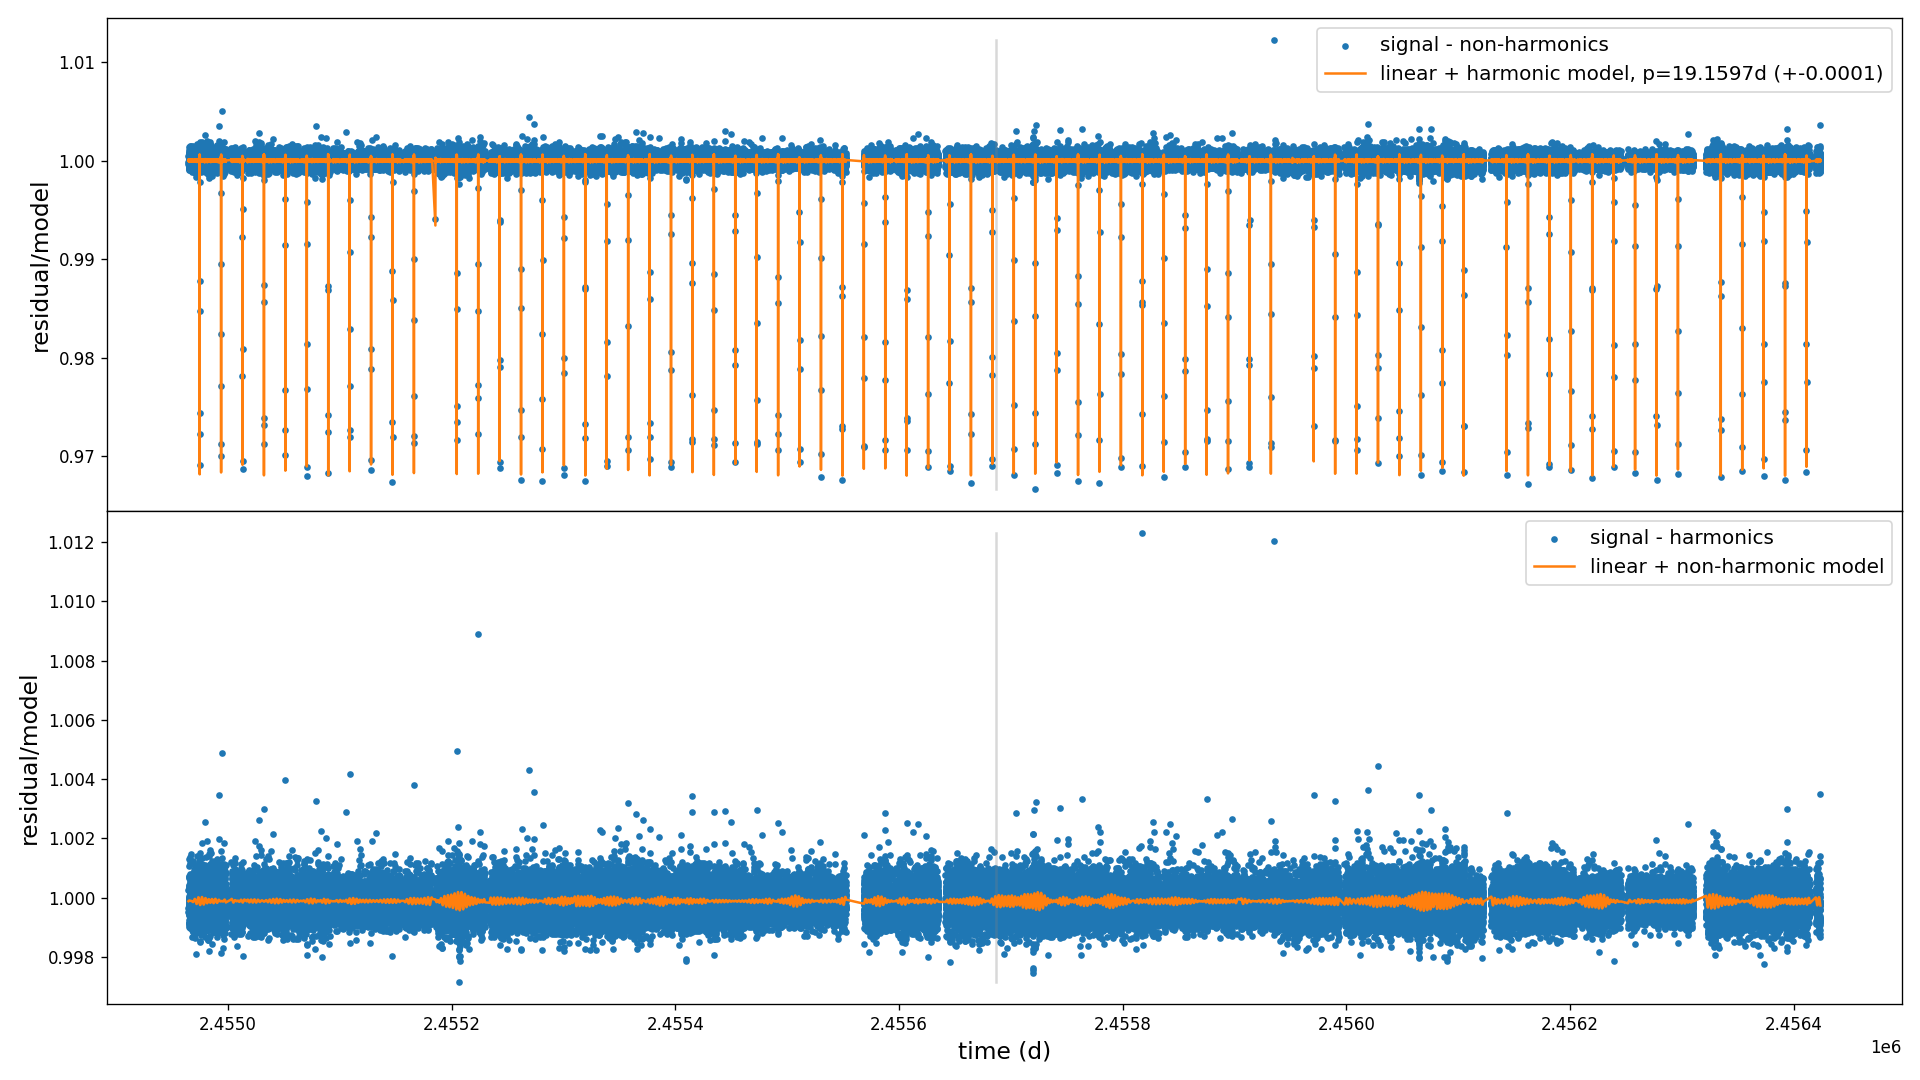 signal - non-harmonics
linear + harmonic model, p=19.1597d (+-0.0001)
1.01
1.00
0.99
0.98
0.97
residual/model
signal - harmonics
linear + non-harmonic model
1.012
1.010
1.008
1.006
1.004
1.002
1.000
0.998
residual/model
2.4550 2.4552 2.4554 2.4556 2.4558 2.4560 2.4562 2.4564
1e6
time (d)